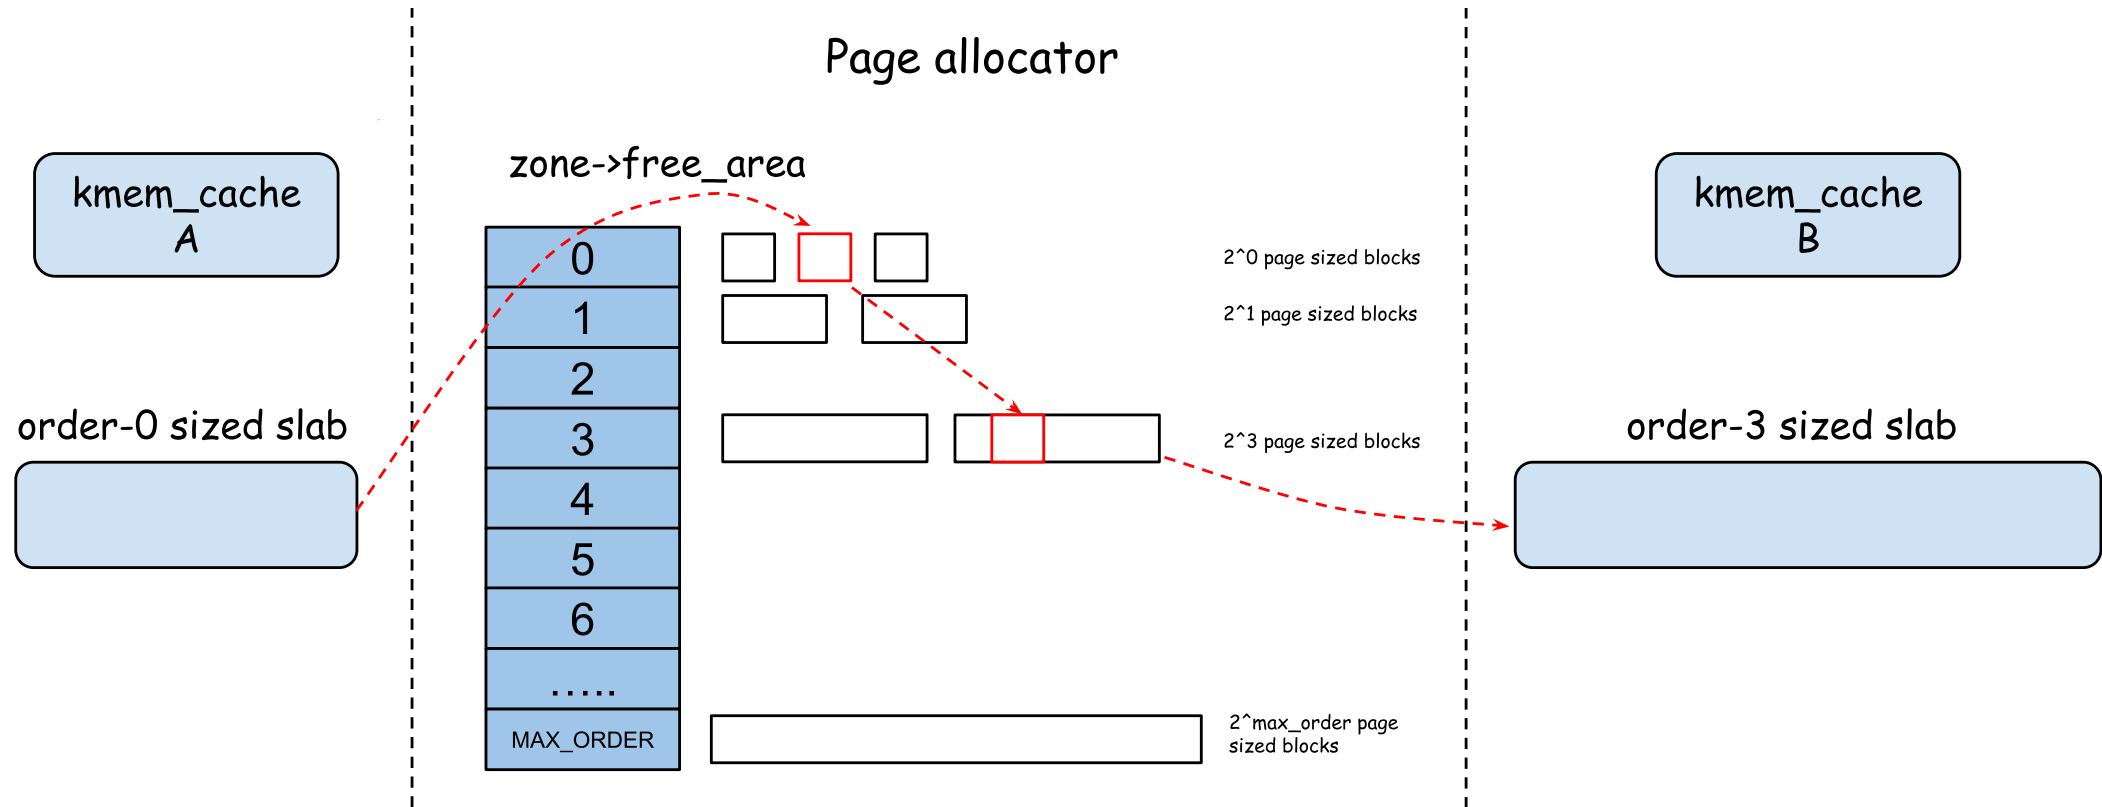 Page allocator
kmem_cache
A
order-0 sized slab
zone->free_area
0
1
2
3
4
5
6
.....
MAX_ORDER
2^0 page sized blocks
2^1 page sized blocks
2^3 page sized blocks
2^max_order page
sized blocks
kmem_cache
B
order-3 sized slab